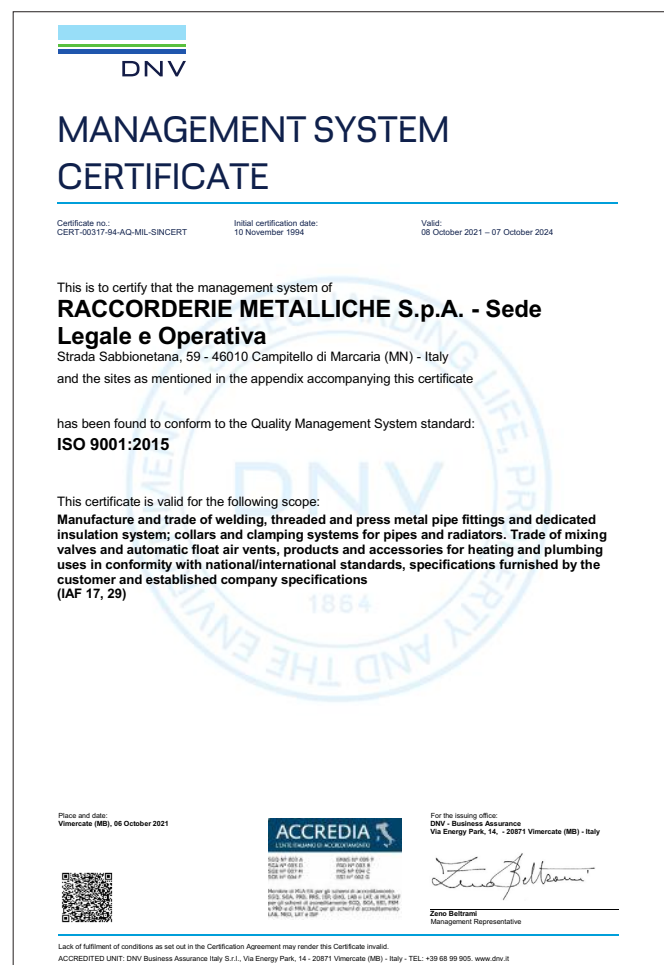 DNV
MANAGEMENT SYSTEM
CERTIFICATE
Certificate no.:
CERT-00317-94-AQ-MIL-SINCERT
Initial certification date:
10 November 1994
Valid:
08 October 2021 – 07 October 2024
This is to certify that the management system of
RACCORDERIE METALLICHE S.p.A. - Sede
Legale e Operativa
Strada Sabbionetana, 59 - 46010 Campitello di Marcaria (MN) - Italy
and the sites as mentioned in the appendix accompanying this certificate
has been found to conform to the Quality Management System standard:
ISO 9001:2015
This certificate is valid for the following scope:
Manufacture and trade of welding, threaded and press metal pipe fittings and dedicated
insulation system; collars and clamping systems for pipes and radiators. Trade of mixing
valves and automatic float air vents, products and accessories for heating and plumbing
uses in conformity with national/international standards, specifications furnished by the
customer and established company specifications
(IAF 17, 29)
DNV
1864
Place and date:
Vimercate (MB), 06 October 2021
ACCREDIA
L'ENTE ITALIANO DI ACCREDITAMENTO
For the issuing office:
DNV - Business Assurance
Via Energy Park, 14, - 20871 Vimercate (MB) - Italy
Zeno Beltrami
Zeno Beltrami
Management Representative
Lack of fulfilment of conditions as set out in the Certification Agreement may render this Certificate invalid.
ACCREDITED UNIT: DNV Business Assurance Italy S.r.l., Via Energy Park, 14 - 20871 Vimercate (MB) - Italy - TEL: +39 68 99 905. www.dnv.it